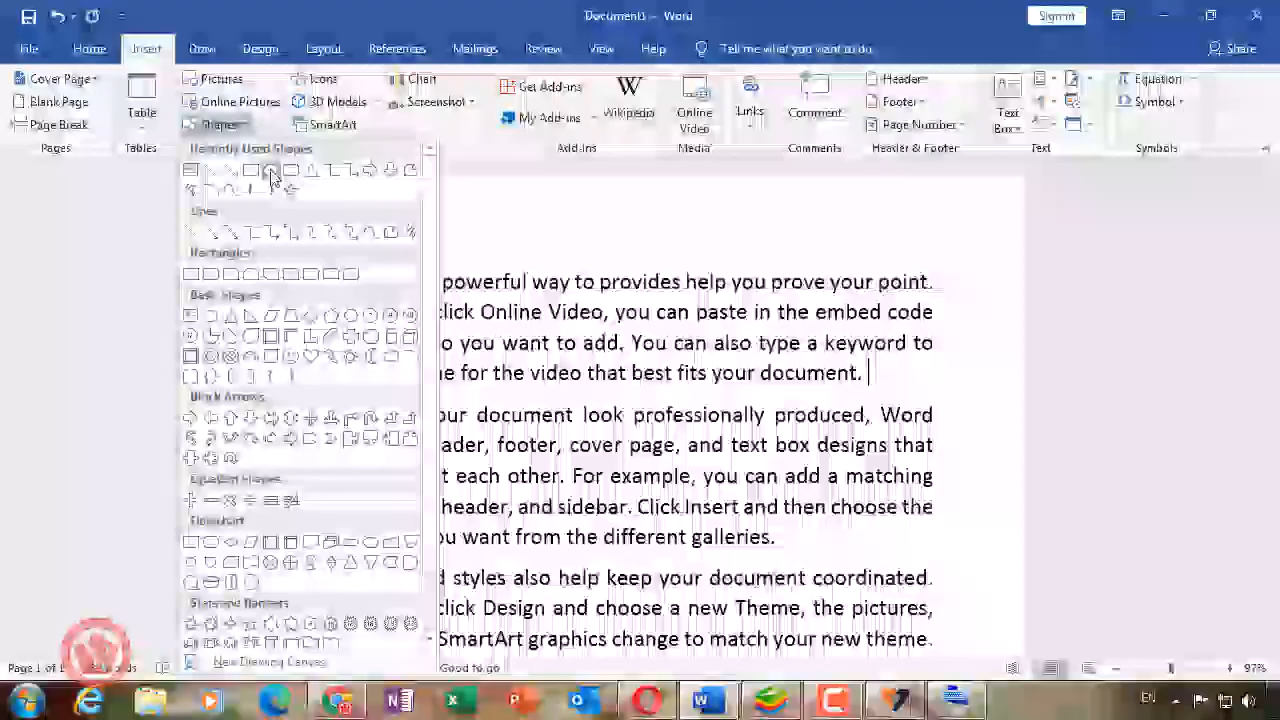 Document1 - Word
Sign in
File Home Insert Draw Design Layout References Mailings Review View Help Tell me what you want to do Share
Cover Page
Blank Page
Page Break
Pages
Table
Tables
Pictures
Online Pictures
Shapes
Icons
3D Models
SmartArt
Chart
Screenshot
Get Add-ins
My Add-ins
Wikipedia
Add-ins
Online
Video
Media
Links
Comment
Comments
Header
Footer
Page Number
Header & Footer
Text
Box
Text
Equation
Symbol
Symbols
Recently Used Shapes
Lines
Rectangles
Basic Shapes
Block Arrows
Equation Shapes
Flowchart
Stars and Banners
New Drawing Canvas
powerful way to provides help you prove your point.
click Online Video, you can paste in the embed code
you want to add. You can also type a keyword to
for the video that best fits your document.
document look professionally produced, Word
footer, cover page, and text box designs that
each other. For example, you can add a matching
header, and sidebar. Click Insert and then choose the
want from the different galleries.
styles also help keep your document coordinated.
click Design and choose a new Theme, the pictures,
SmartArt graphics change to match your new theme.
Page 1 of
Good to go
97%
EN